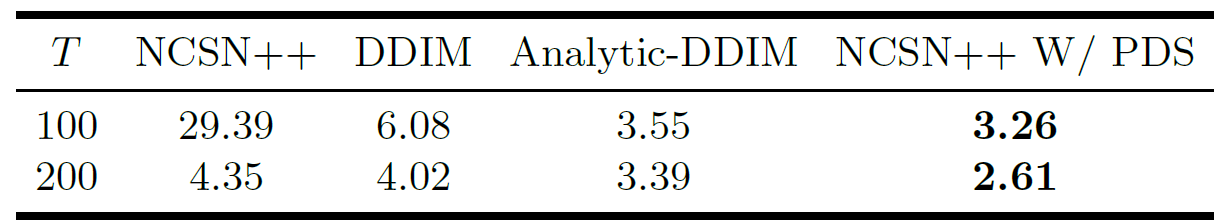 T NCSN++ DDIM Analytic-DDIM NCSN++ W/ PDS
100 29.39 6.08 3.55 3.26
200 4.35 4.02 3.39 2.61